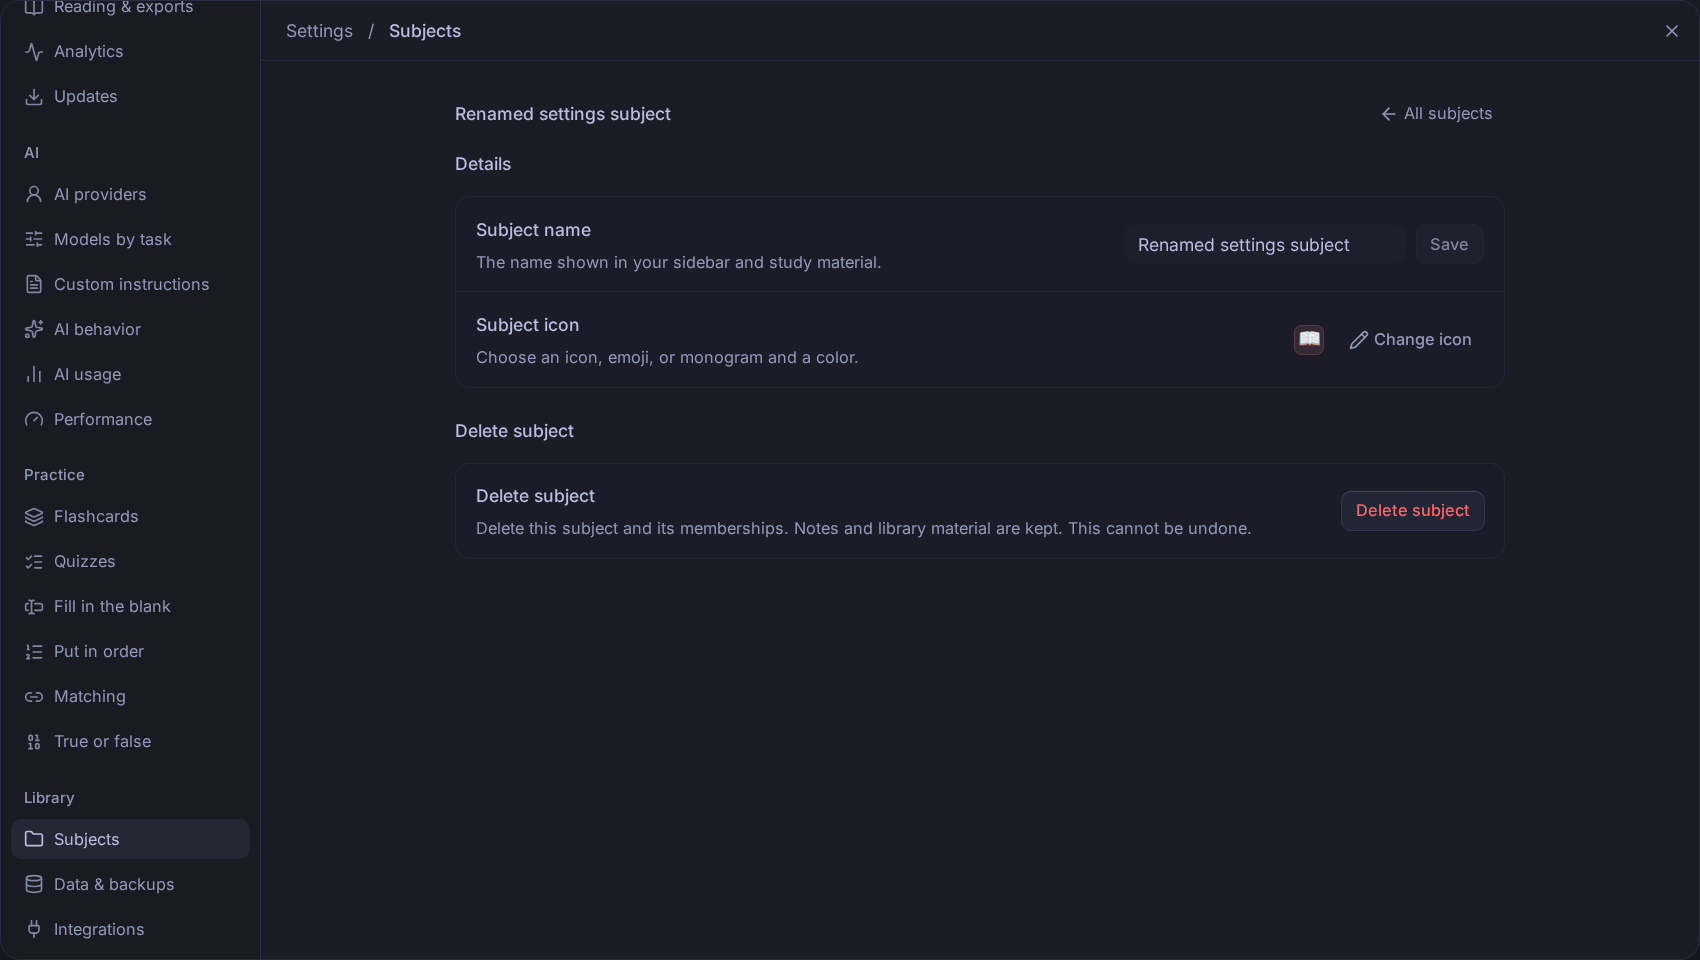 Reading & exports
Analytics
Updates
AI
AI providers
Models by task
Custom instructions
AI behavior
AI usage
Performance
Practice
Flashcards
Quizzes
Fill in the blank
Put in order
Matching
True or false
Library
Subjects
Data & backups
Integrations
Settings / Subjects
Renamed settings subject
All subjects
Details
Subject name
The name shown in your sidebar and study material.
Renamed settings subject
Save
Subject icon
Choose an icon, emoji, or monogram and a color.
Change icon
Delete subject
Delete subject
Delete this subject and its memberships. Notes and library material are kept. This cannot be undone.
Delete subject